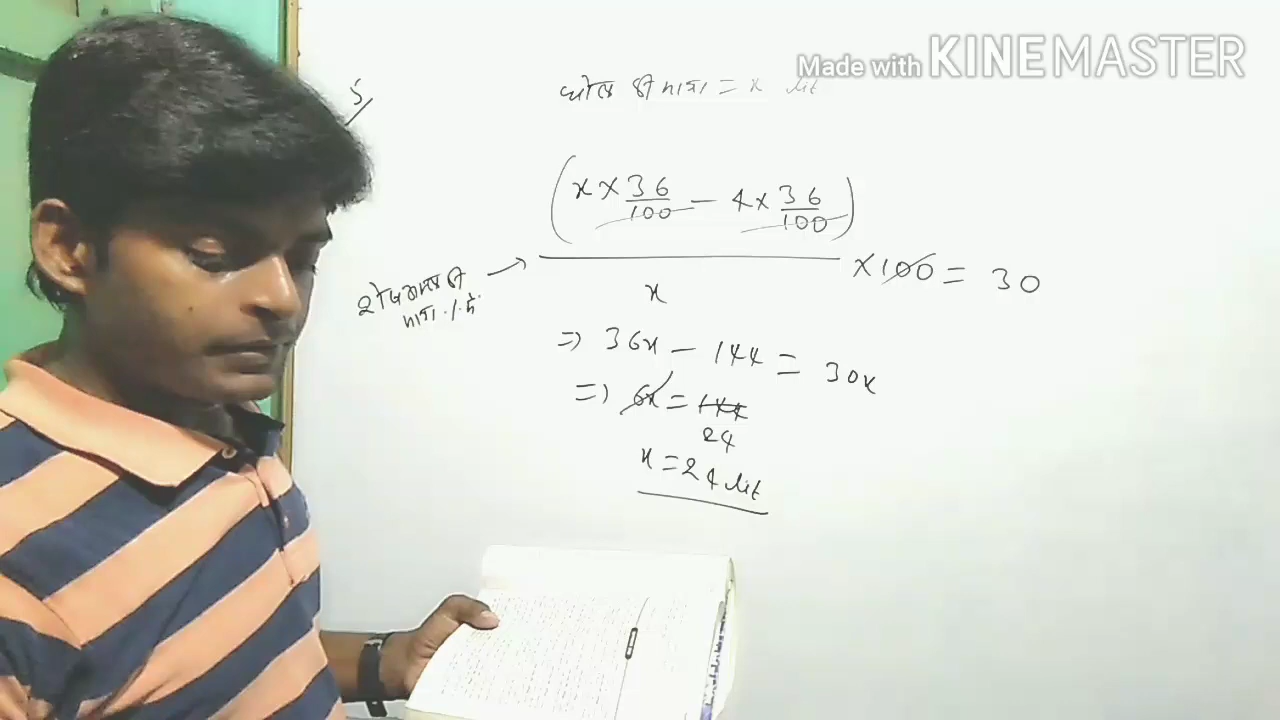 Made with KINEMASTER
5/
घोल की मात्रा = x lit
(x × 36/100 − 4 × 36/100)
× 100 = 30
x
की मात्रा % में
⇒ 36x − 144 = 30x
⇒ 6x = 144
24
x = 24 lit